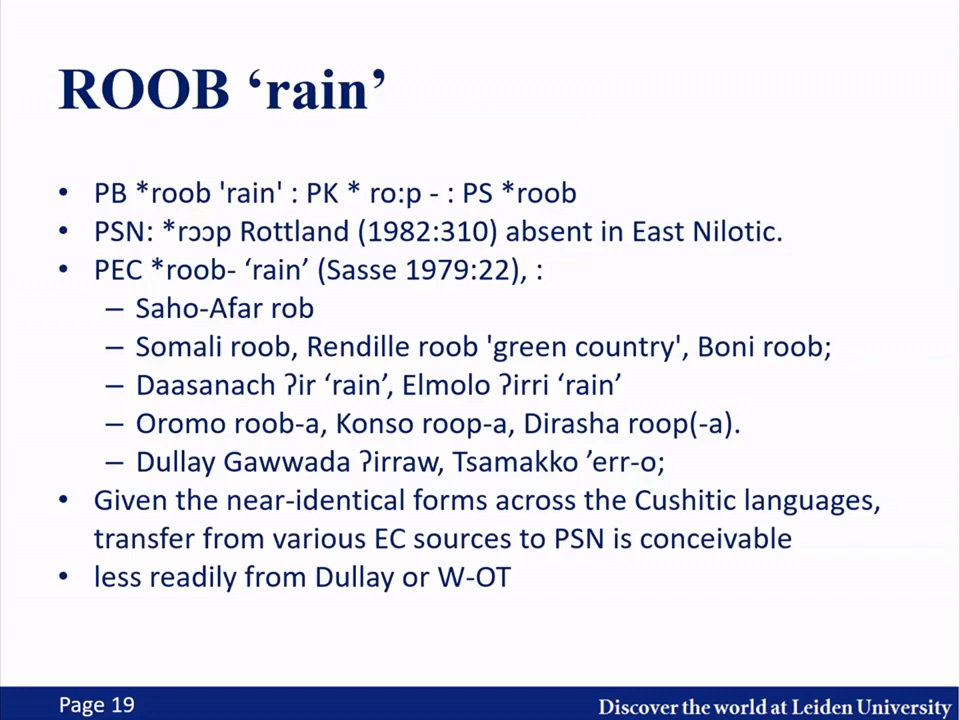 ROOB ‘rain’
• PB *roob 'rain' : PK * ro:p - : PS *roob
• PSN: *rɔɔp Rottland (1982:310) absent in East Nilotic.
• PEC *roob- ‘rain’ (Sasse 1979:22), :
– Saho-Afar rob
– Somali roob, Rendille roob 'green country', Boni roob;
– Daasanach ʔir ‘rain’, Elmolo ʔirri ‘rain’
– Oromo roob-a, Konso roop-a, Dirasha roop(-a).
– Dullay Gawwada ʔirraw, Tsamakko ’err-o;
• Given the near-identical forms across the Cushitic languages,
transfer from various EC sources to PSN is conceivable
• less readily from Dullay or W-OT
Page 19
Discover the world at Leiden University